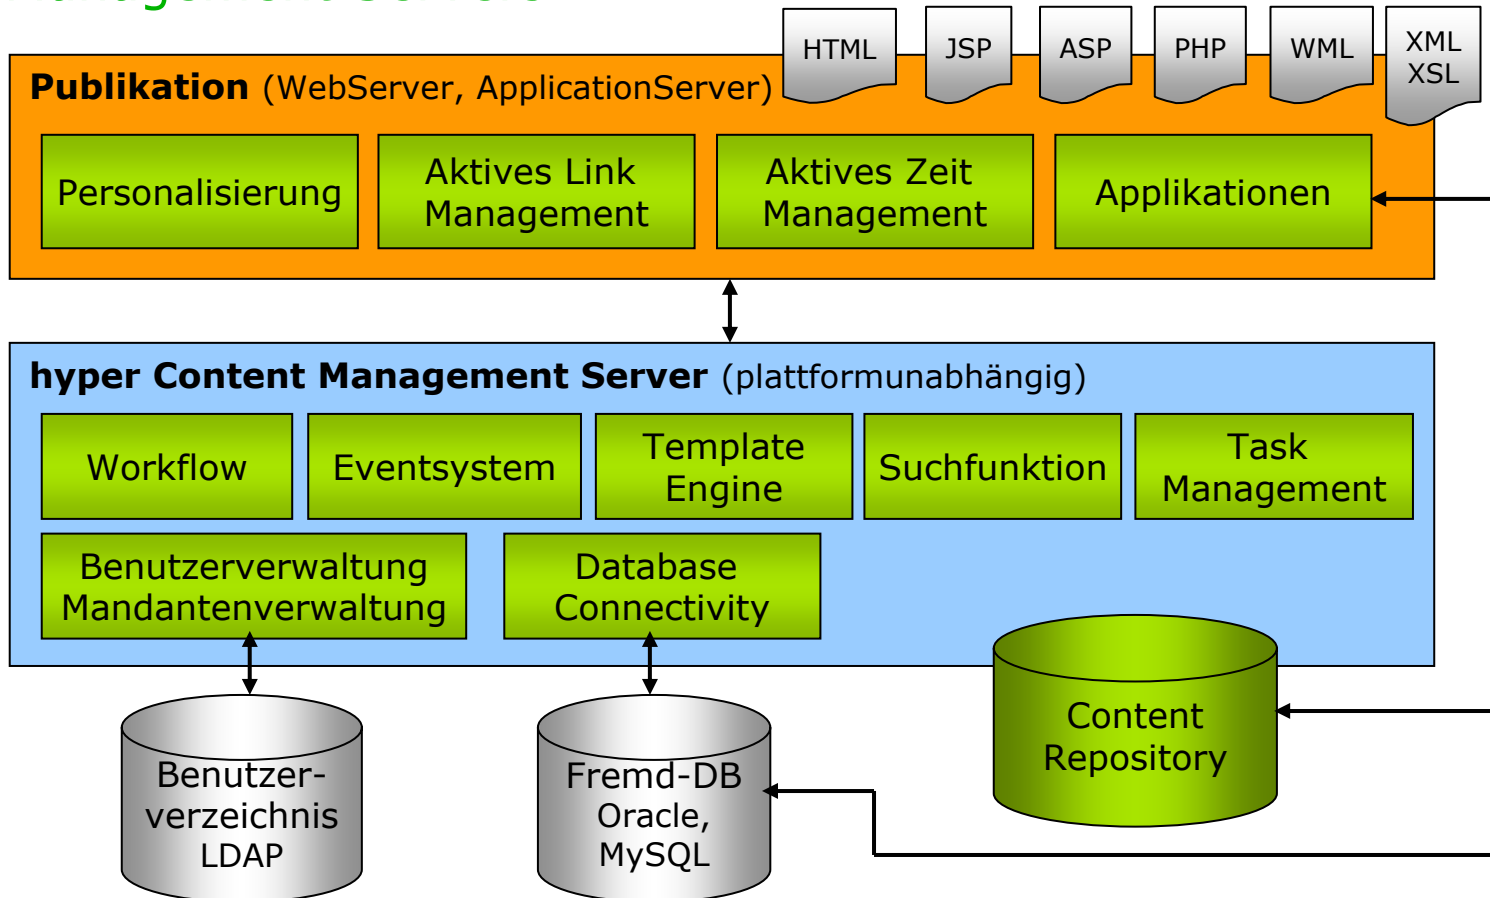 HTML
JSP
ASP
PHP
WML
XML
XSL
Publikation (WebServer, ApplicationServer)
Personalisierung
Aktives Link
Management
Aktives Zeit
Management
Applikationen
hyper Content Management Server (plattformunabhängig)
Workflow
Eventsystem
Template
Engine
Suchfunktion
Task
Management
Benutzerverwaltung
Mandantenverwaltung
Database
Connectivity
Content
Repository
Benutzer-
verzeichnis
LDAP
Fremd-DB
Oracle,
MySQL